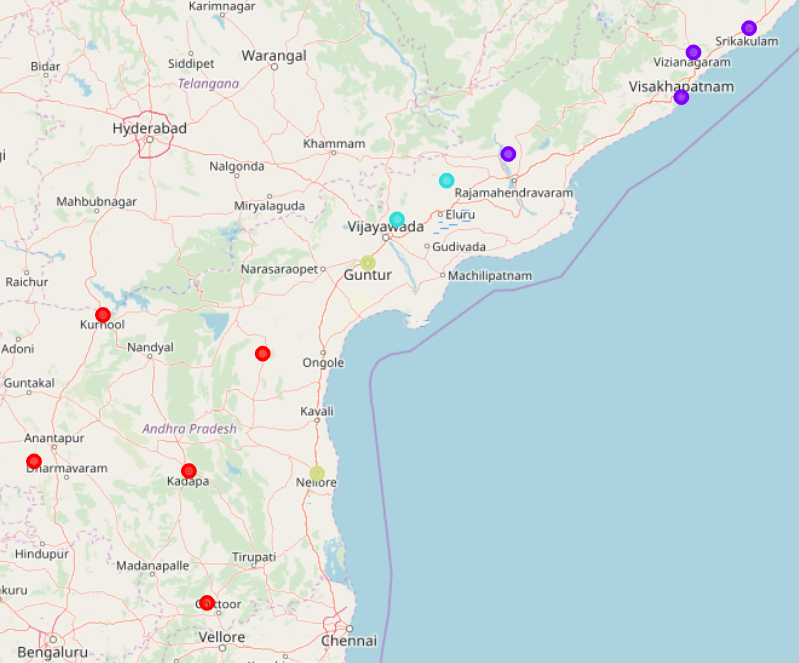 Karimnagar
Srikakulam
Warangal
Vizianagaram
Siddipet
Bidar
Telangana
Visakhapatnam
Hyderabad
Khammam
Nalgonda
Rajamahendravaram
Mahbubnagar
Miryalaguda
Eluru
Vijayawada
Gudivada
Narasaraopet
Guntur
Machilipatnam
Raichur
Kurnool
Adoni
Nandyal
Ongole
Guntakal
Kavali
Andhra Pradesh
Anantapur
Dharmavaram
Kadapa
Nellore
Hindupur
Tirupati
Madanapalle
kuru
Chittoor
Vellore
Chennai
Bengaluru